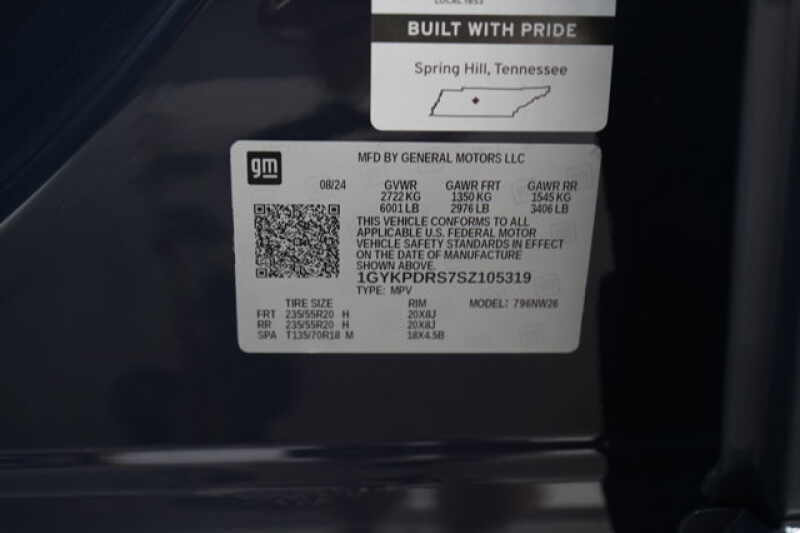 LOCAL 1853
BUILT WITH PRIDE
Spring Hill, Tennessee
gm
MFD BY GENERAL MOTORS LLC
08/24 GVWR GAWR FRT GAWR RR
2722 KG 1350 KG 1545 KG
6001 LB 2976 LB 3406 LB
THIS VEHICLE CONFORMS TO ALL
APPLICABLE U.S. FEDERAL MOTOR
VEHICLE SAFETY STANDARDS IN EFFECT
ON THE DATE OF MANUFACTURE
SHOWN ABOVE.
1GYKPDRS7SZ105319
TYPE: MPV
TIRE SIZE RIM MODEL: 796NW26
FRT 235/55R20 H 20X8J
RR 235/55R20 H 20X8J
SPA T135/70R18 M 18X4.5B